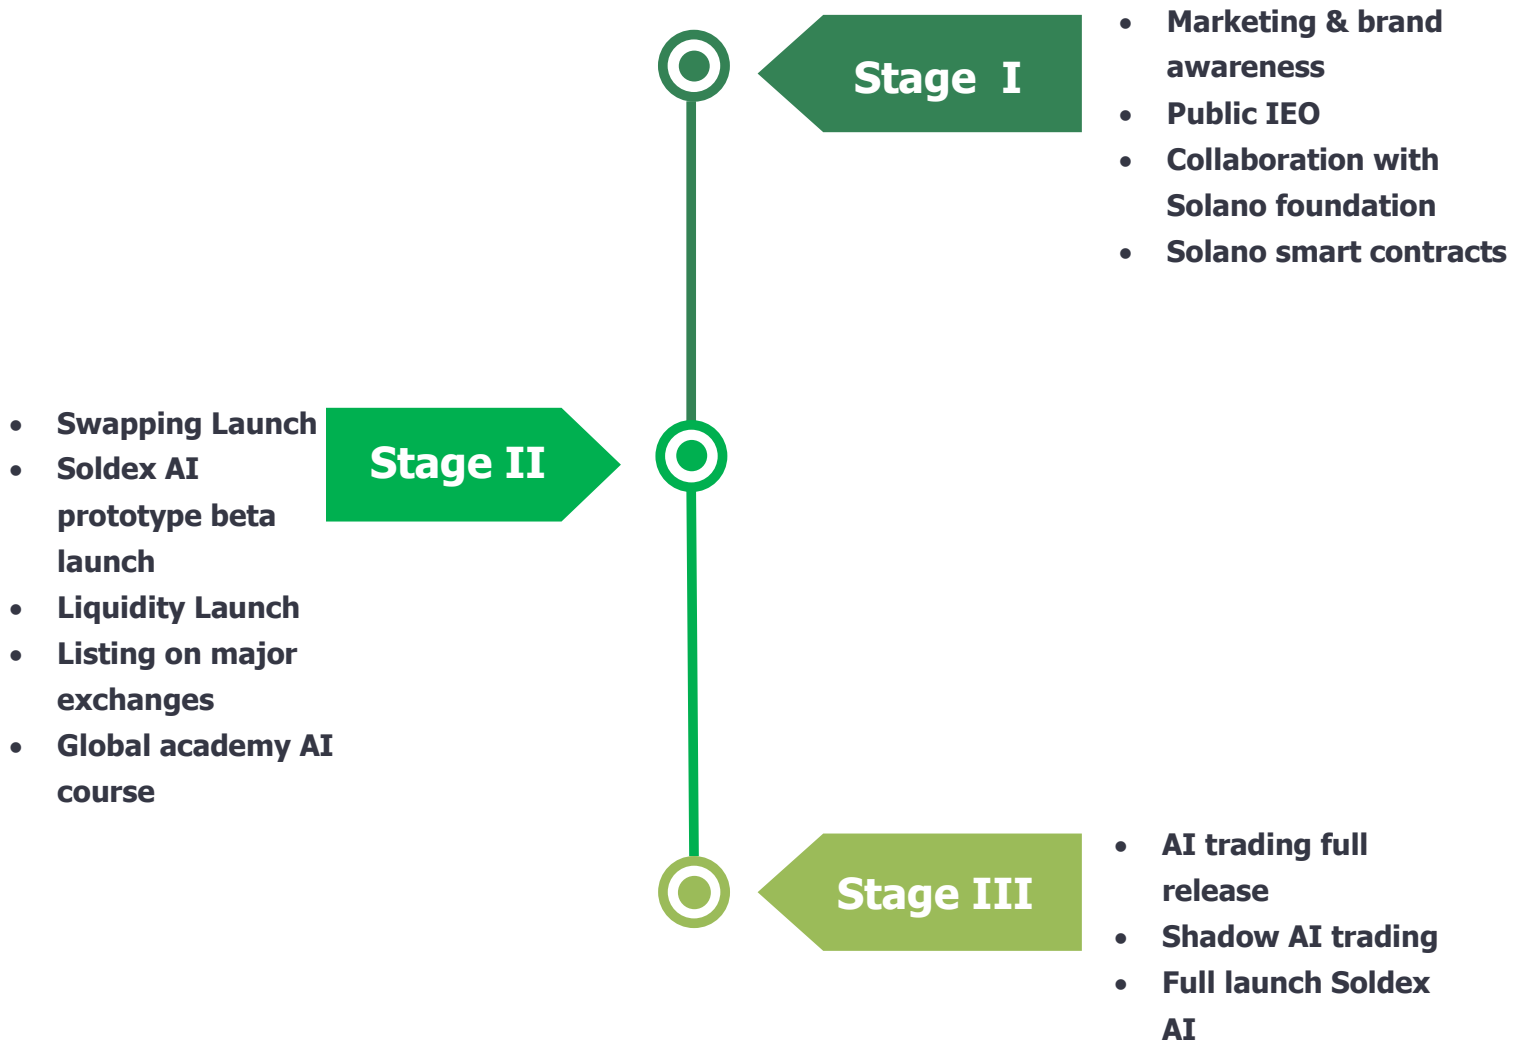 Stage I
• Marketing & brand
awareness
• Public IEO
• Collaboration with
Solano foundation
• Solano smart contracts
Stage II
• Swapping Launch
• Soldex AI
prototype beta
launch
• Liquidity Launch
• Listing on major
exchanges
• Global academy AI
course
Stage III
• AI trading full
release
• Shadow AI trading
• Full launch Soldex
AI